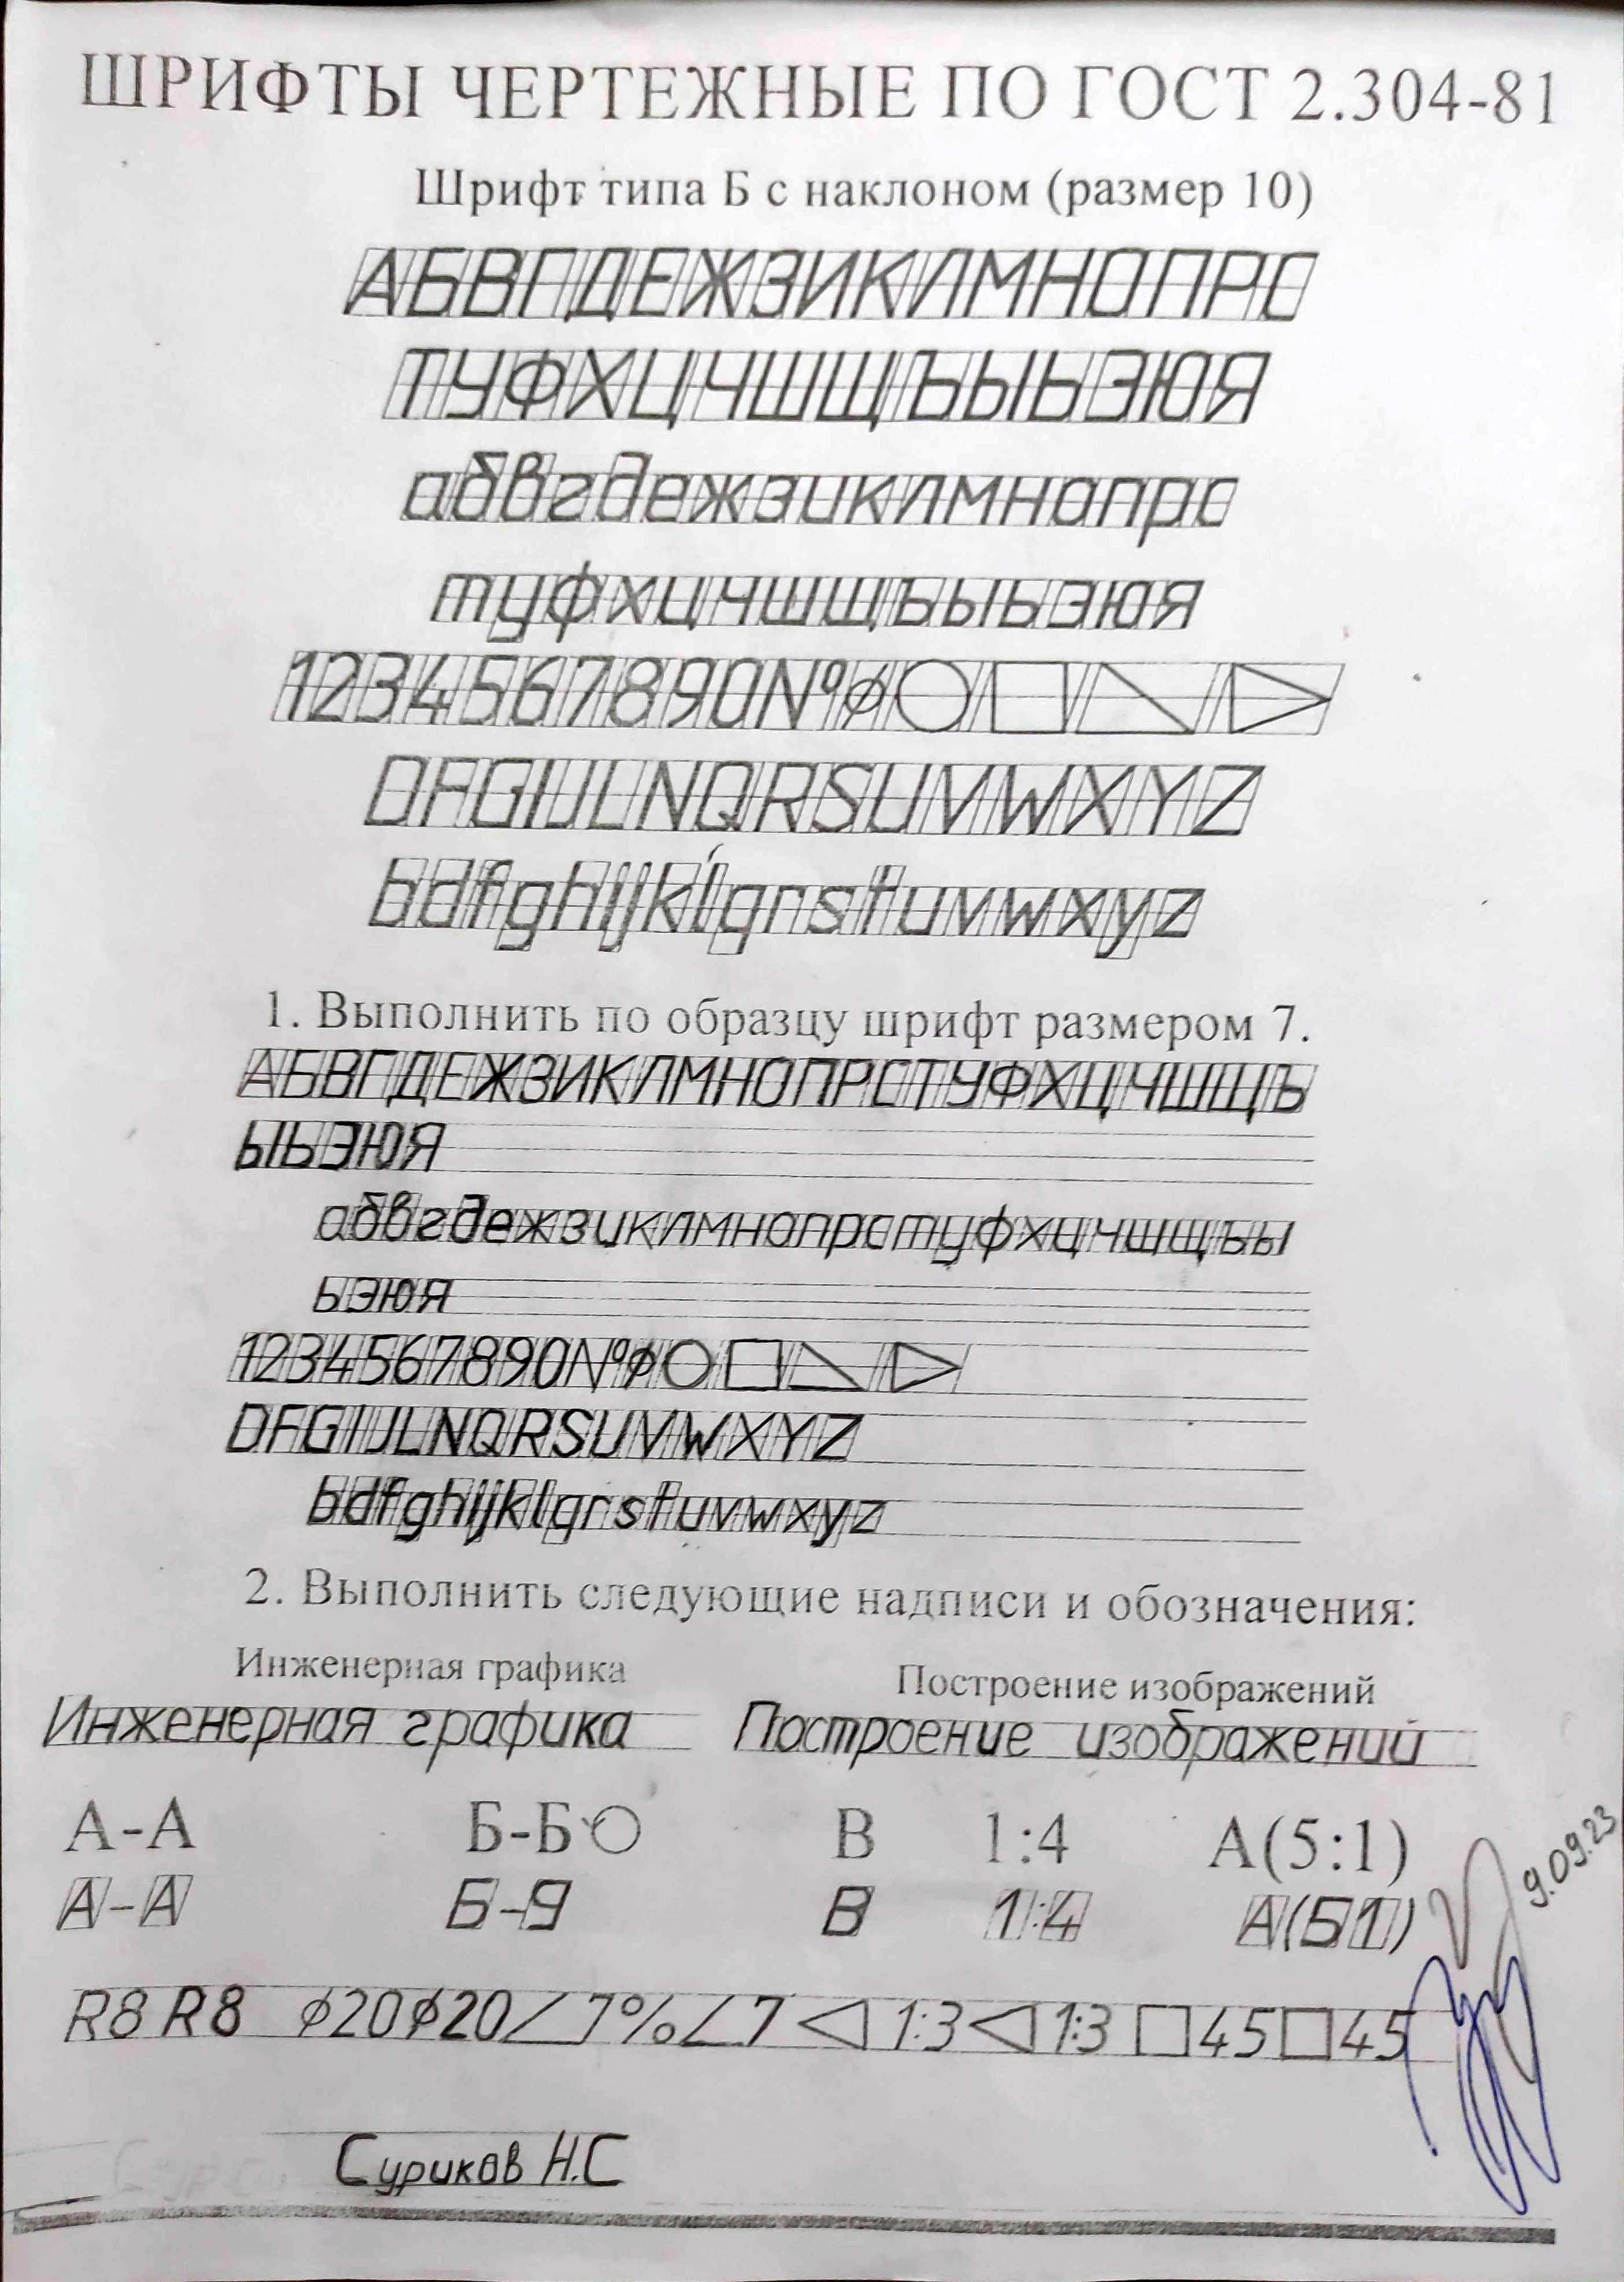 ШРИФТЫ ЧЕРТЕЖНЫЕ ПО ГОСТ 2.304-81
Шрифт типа Б с наклоном (размер 10)
АБВГДЕЖЗИКЛМНОПРС
ТУФХЦЧШЩЪЫЬЭЮЯ
абвгдежзиклмнопрс
туфхцчшщъыьэюя
1234567890№⌀○□◺▷
DFGIJLNQRSUVWXYZ
bdfghijklqrstuvwxyz
1. Выполнить по образцу шрифт размером 7.
АБВГДЕЖЗИКЛМНОПРСТУФХЦЧШЩЪ
ЫЬЭЮЯ
абвгдежзиклмнопрстуфхцчшщъы
ьэюя
1234567890№⌀○□◺▷
DFGIJLNQRSUVWXYZ
bdfghijklqrstuvwxyz
2. Выполнить следующие надписи и обозначения:
Инженерная графика Построение изображений
Инженерная графика Построение изображений
А-А Б-Б○ В 1:4 А(5:1)
А-А Б-9 В 1:4 А(51)
R8 R8 ⌀20 ⌀20 ∠7% ∠7 ◁ 1:3 ◁ 1:3 □45 □45
9.09.23
Суриков Н.С